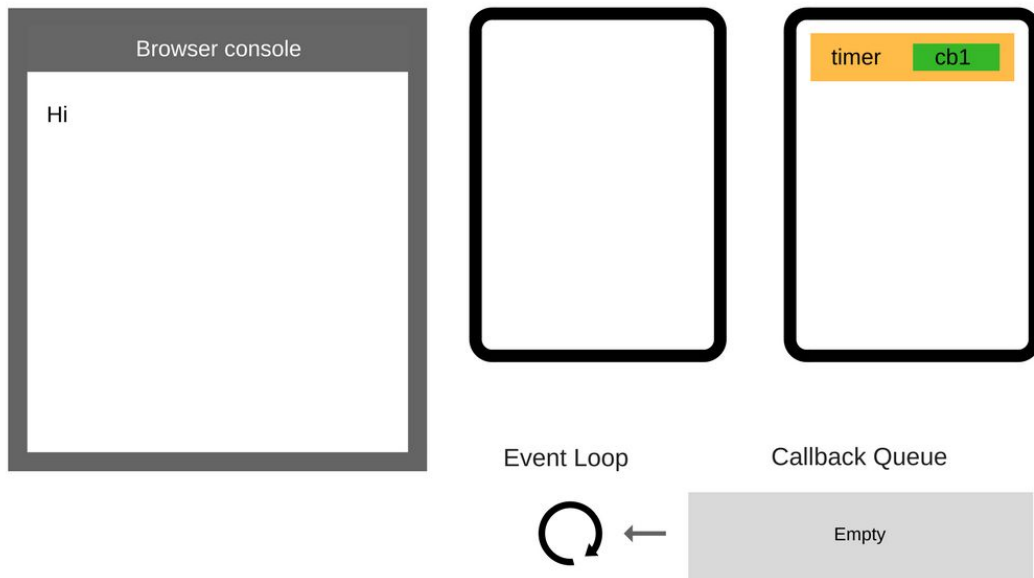 Browser console
Hi
timer cb1
Event Loop
Callback Queue
Empty